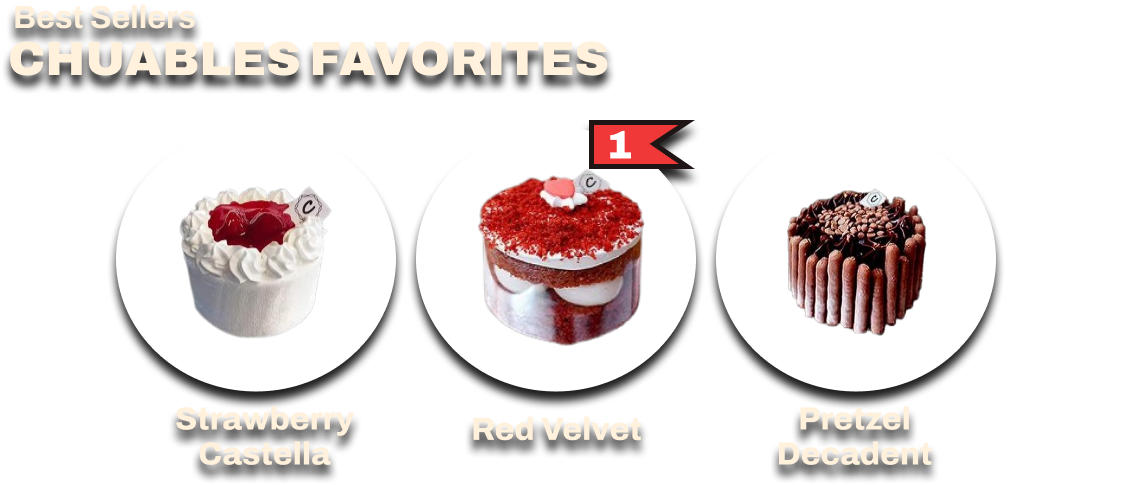 Best Sellers
CHUABLES FAVORITES
1
C
C
C
Strawberry
Castella
Red Velvet
Pretzel
Decadent